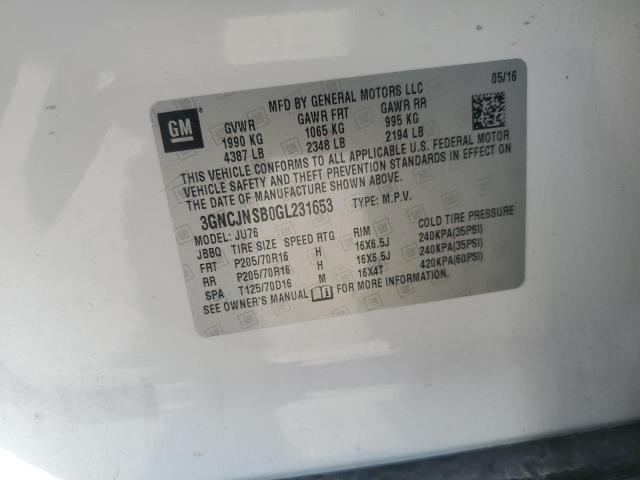 GM
MFD BY GENERAL MOTORS LLC
05/16
GVWR GAWR FRT GAWR RR
1990 KG 1065 KG 995 KG
4387 LB 2348 LB 2194 LB
THIS VEHICLE CONFORMS TO ALL APPLICABLE U.S. FEDERAL MOTOR
VEHICLE SAFETY AND THEFT PREVENTION STANDARDS IN EFFECT ON
THE DATE OF MANUFACTURE SHOWN ABOVE.
3GNCJNSB0GL231653 TYPE: M.P.V.
MODEL: JU76
JBBQ TIRE SIZE SPEED RTG RIM COLD TIRE PRESSURE
FRT P205/70R16 H 16X6.5J 240KPA(35PSI)
RR P205/70R16 H 16X6.5J 240KPA(35PSI)
SPA T125/70D16 M 16X4T 420KPA(60PSI)
SEE OWNER'S MANUAL FOR MORE INFORMATION.